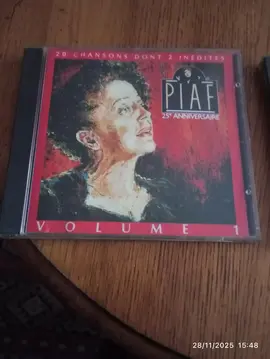 28 CHANSONS DONT 2 INÉDITES
PIAF
25e ANNIVERSAIRE
VOLUME 1
28/11/2025 15:48